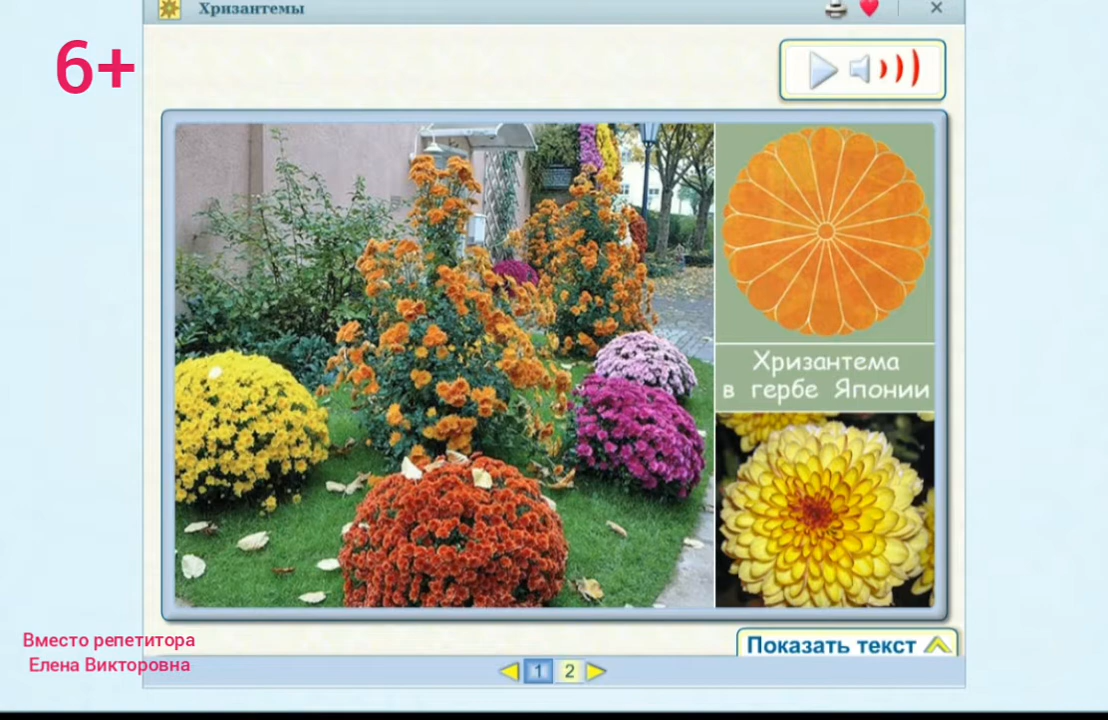 Хризантемы
6+
Хризантема
в гербе Японии
Вместо репетитора
Елена Викторовна
Показать текст
1 2